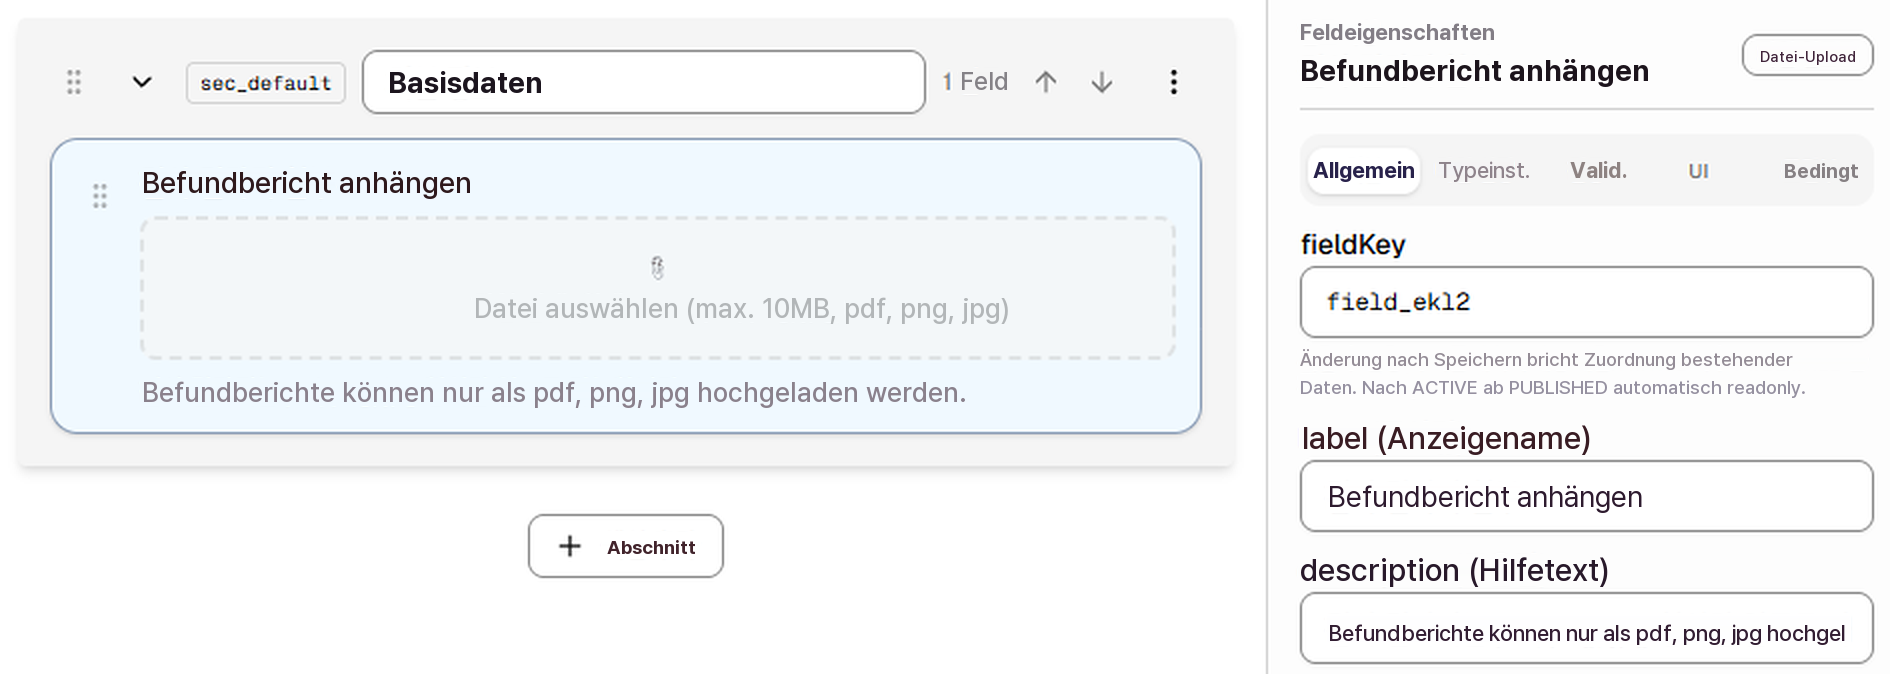 sec_default
Basisdaten
1 Feld
Befundbericht anhängen
Datei auswählen (max. 10MB, pdf, png, jpg)
Befundberichte können nur als pdf, png, jpg hochgeladen werden.
+ Abschnitt
Feldeigenschaften
Befundbericht anhängen
Datei-Upload
Allgemein Typeinst. Valid. UI Bedingt
fieldKey
field_ekl2
Änderung nach Speichern bricht Zuordnung bestehender
Daten. Nach ACTIVE ab PUBLISHED automatisch readonly.
label (Anzeigename)
Befundbericht anhängen
description (Hilfetext)
Befundberichte können nur als pdf, png, jpg hochgel